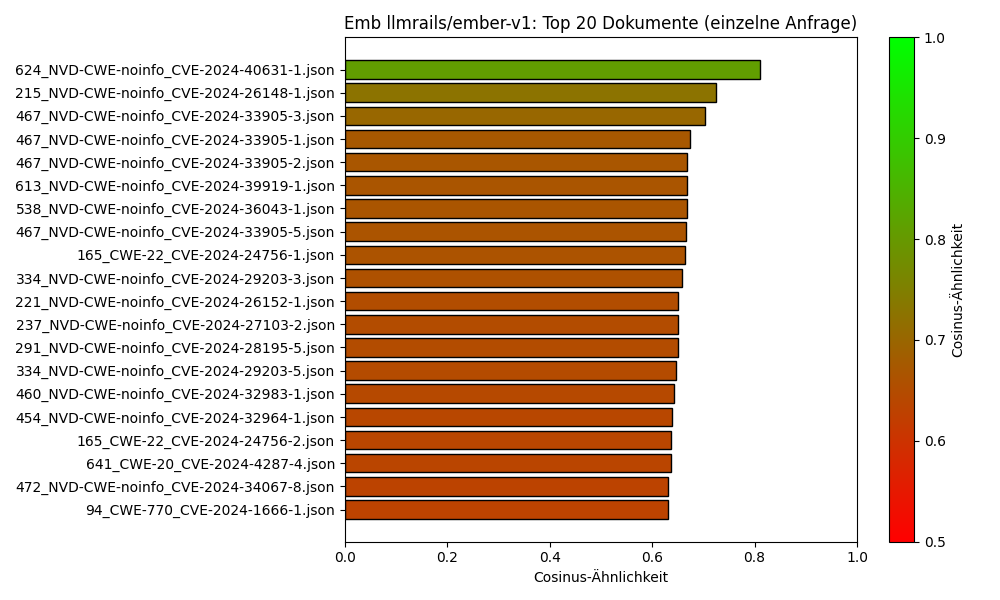 Emb llmrails/ember-v1: Top 20 Dokumente (einzelne Anfrage)
624_NVD-CWE-noinfo_CVE-2024-40631-1.json
215_NVD-CWE-noinfo_CVE-2024-26148-1.json
467_NVD-CWE-noinfo_CVE-2024-33905-3.json
467_NVD-CWE-noinfo_CVE-2024-33905-1.json
467_NVD-CWE-noinfo_CVE-2024-33905-2.json
613_NVD-CWE-noinfo_CVE-2024-39919-1.json
538_NVD-CWE-noinfo_CVE-2024-36043-1.json
467_NVD-CWE-noinfo_CVE-2024-33905-5.json
165_CWE-22_CVE-2024-24756-1.json
334_NVD-CWE-noinfo_CVE-2024-29203-3.json
221_NVD-CWE-noinfo_CVE-2024-26152-1.json
237_NVD-CWE-noinfo_CVE-2024-27103-2.json
291_NVD-CWE-noinfo_CVE-2024-28195-5.json
334_NVD-CWE-noinfo_CVE-2024-29203-5.json
460_NVD-CWE-noinfo_CVE-2024-32983-1.json
454_NVD-CWE-noinfo_CVE-2024-32964-1.json
165_CWE-22_CVE-2024-24756-2.json
641_CWE-20_CVE-2024-4287-4.json
472_NVD-CWE-noinfo_CVE-2024-34067-8.json
94_CWE-770_CVE-2024-1666-1.json
0.0 0.2 0.4 0.6 0.8 1.0
Cosinus-Ähnlichkeit
1.0
0.9
0.8
0.7
0.6
0.5
Cosinus-Ähnlichkeit